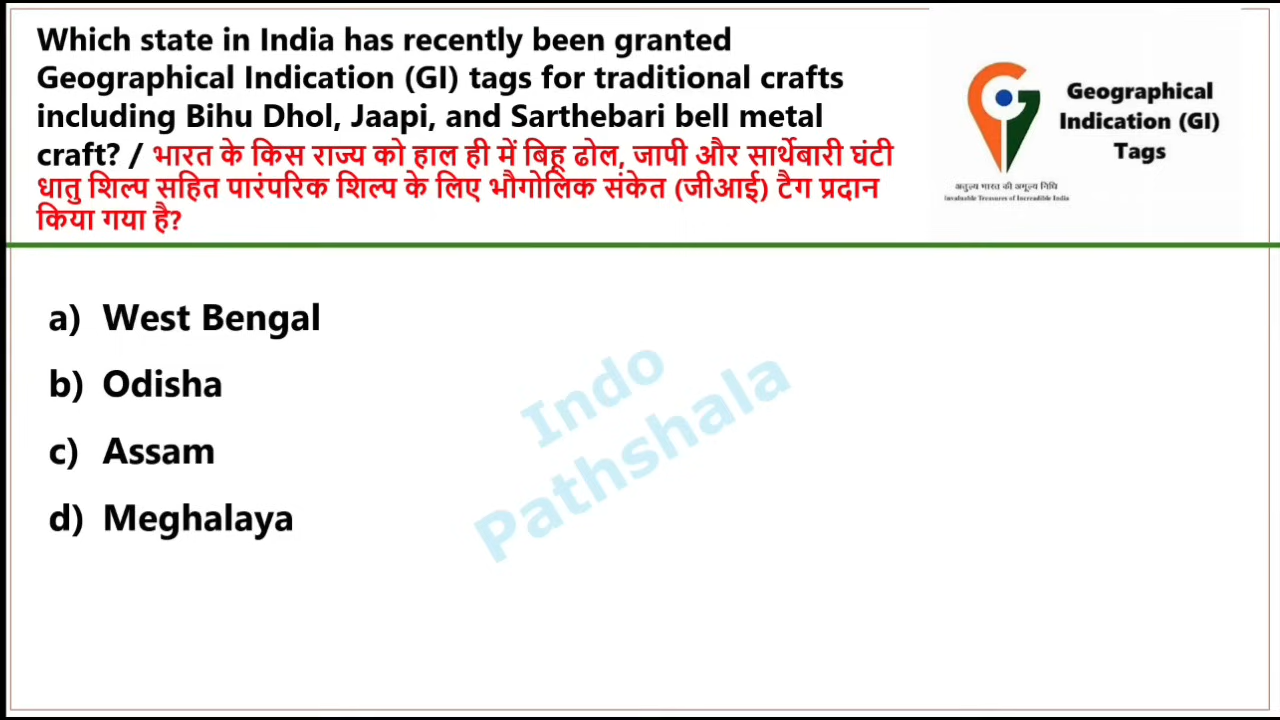 Which state in India has recently been granted
Geographical Indication (GI) tags for traditional crafts
including Bihu Dhol, Jaapi, and Sarthebari bell metal
craft? / भारत के किस राज्य को हाल ही में बिहू ढोल, जापी और सार्थेबारी घंटी
धातु शिल्प सहित पारंपरिक शिल्प के लिए भौगोलिक संकेत (जीआई) टैग प्रदान
किया गया है?
Geographical
Indication (GI)
Tags
अतुल्य भारत की अमूल्य निधि
Invaluable Treasures of Incredible India
a) West Bengal
b) Odisha
c) Assam
d) Meghalaya
Indo
Pathshala